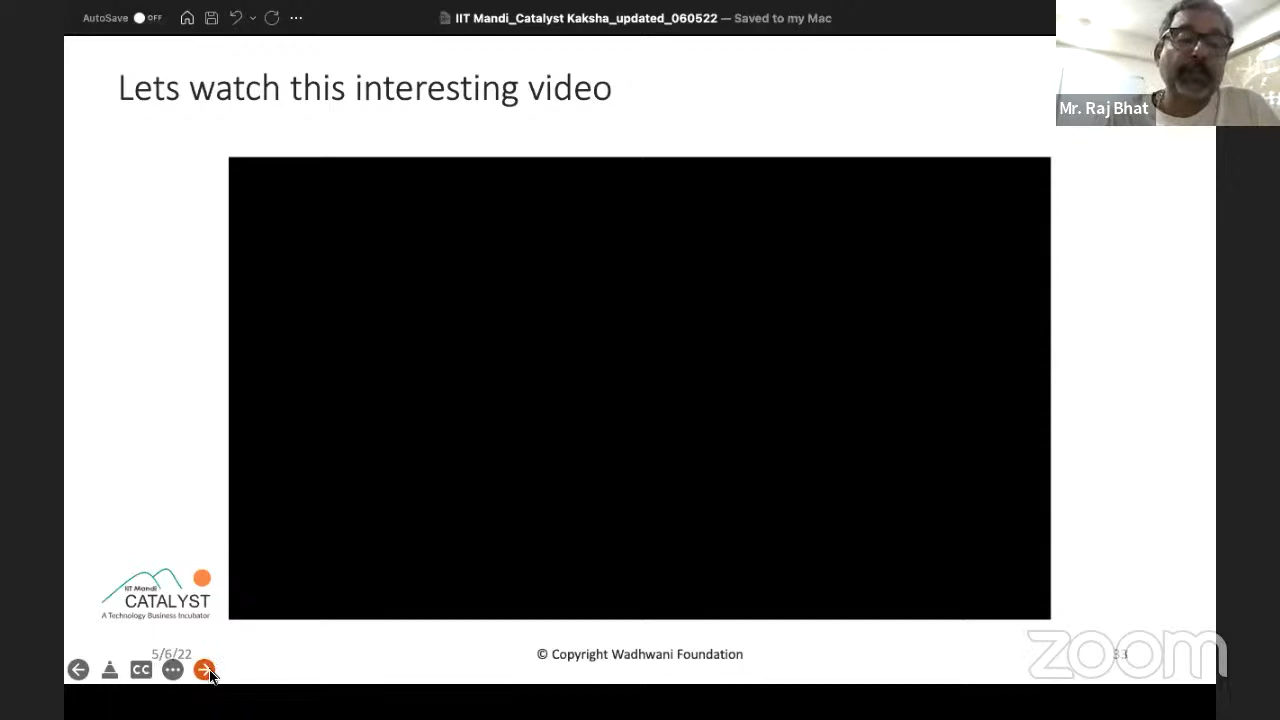 AutoSave OFF
IIT Mandi_Catalyst Kaksha_updated_060522 — Saved to my Mac
Mr. Raj Bhat
Lets watch this interesting video
IIT Mandi
CATALYST
A Technology Business Incubator
5/6/22
© Copyright Wadhwani Foundation
33
CC
zoom